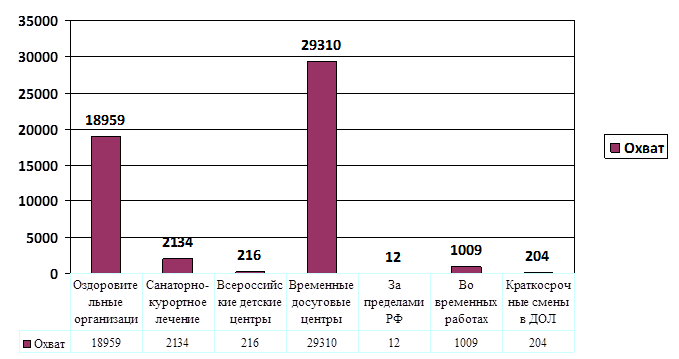 35000
30000
25000
20000
15000
10000
5000
0
18959
2134
216
29310
12
1009
204
Охват
Оздоровите
льные
организаци
Санаторно-
курортное
лечение
Всероссийс
кие детские
центры
Временные
досуговые
центры
За
пределами
РФ
Во
временных
работах
Краткосроч
ные смены
в ДОЛ
Охват 18959 2134 216 29310 12 1009 204